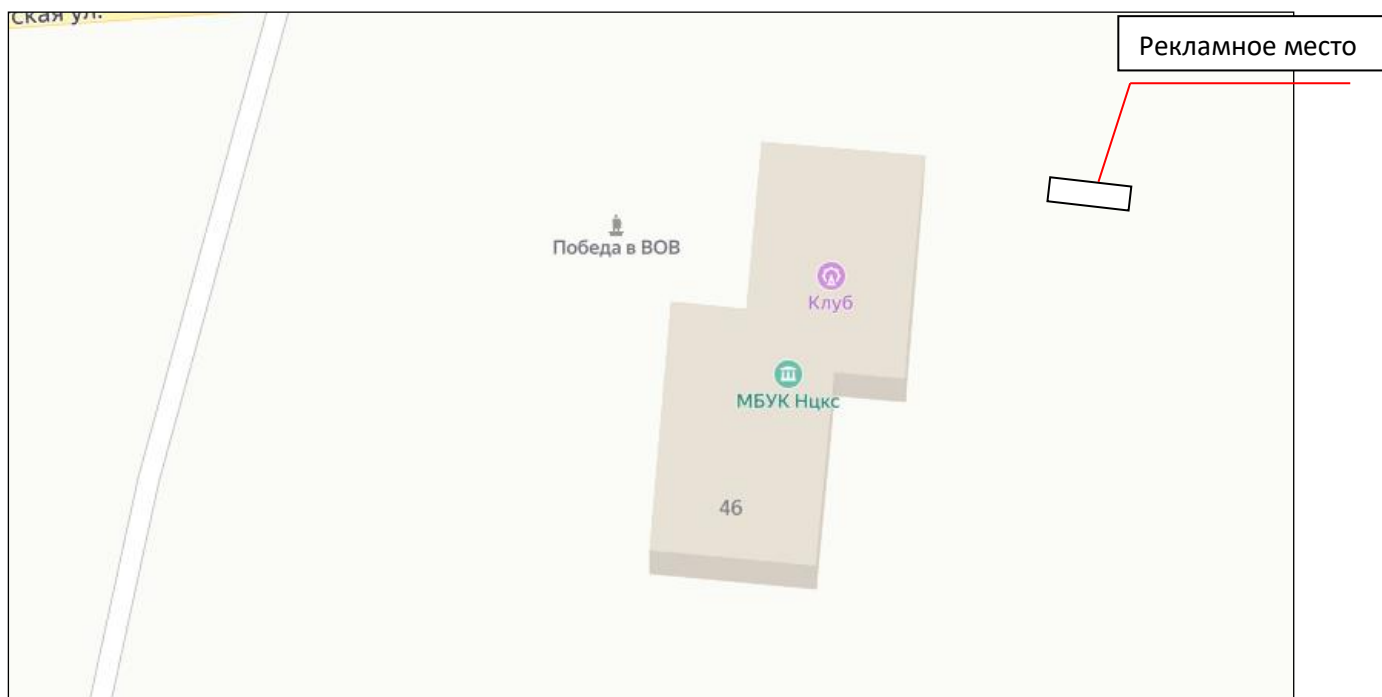 ская ул.
Рекламное место
Победа в ВОВ
Клуб
МБУК Нцкс
46